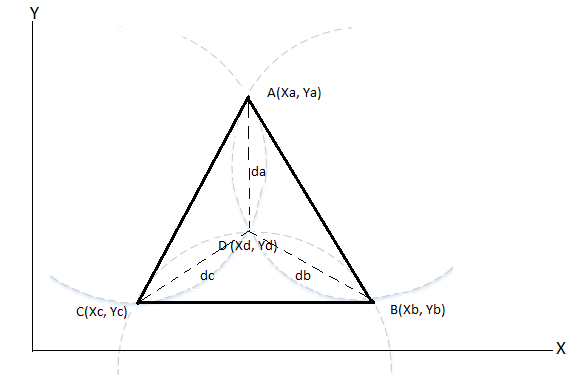 Y
A(Xa, Ya)
da
D (Xd, Yd)
dc
db
C(Xc, Yc)
B(Xb, Yb)
X